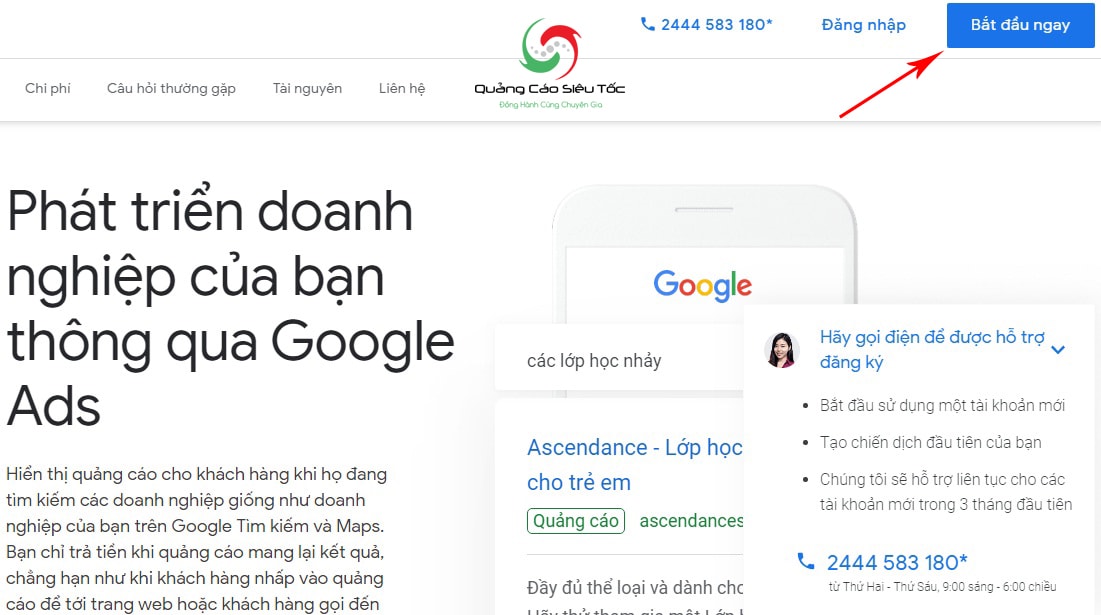 2444 583 180*
Đăng nhập
Bắt đầu ngay
Chi phí
Câu hỏi thường gặp
Tài nguyên
Liên hệ
Quảng Cáo Siêu Tốc
Đồng Hành Cùng Chuyên Gia
Phát triển doanh
nghiệp của bạn
thông qua Google
Ads
Hiển thị quảng cáo cho khách hàng khi họ đang
tìm kiếm các doanh nghiệp giống như doanh
nghiệp của bạn trên Google Tìm kiếm và Maps.
Bạn chỉ trả tiền khi quảng cáo mang lại kết quả,
chẳng hạn như khi khách hàng nhấp vào quảng
cáo để tới trang web hoặc khách hàng gọi đến
Google
các lớp học nhảy
Ascendance - Lớp học
cho trẻ em
Quảng cáo ascendances
Đầy đủ thể loại và dành cho
Hãy thử tham gia một Lớp
Hãy gọi điện để được hỗ trợ
đăng ký
Bắt đầu sử dụng một tài khoản mới
Tạo chiến dịch đầu tiên của bạn
Chúng tôi sẽ hỗ trợ liên tục cho các
tài khoản mới trong 3 tháng đầu tiên
2444 583 180*
từ Thứ Hai - Thứ Sáu, 9:00 sáng - 6:00 chiều